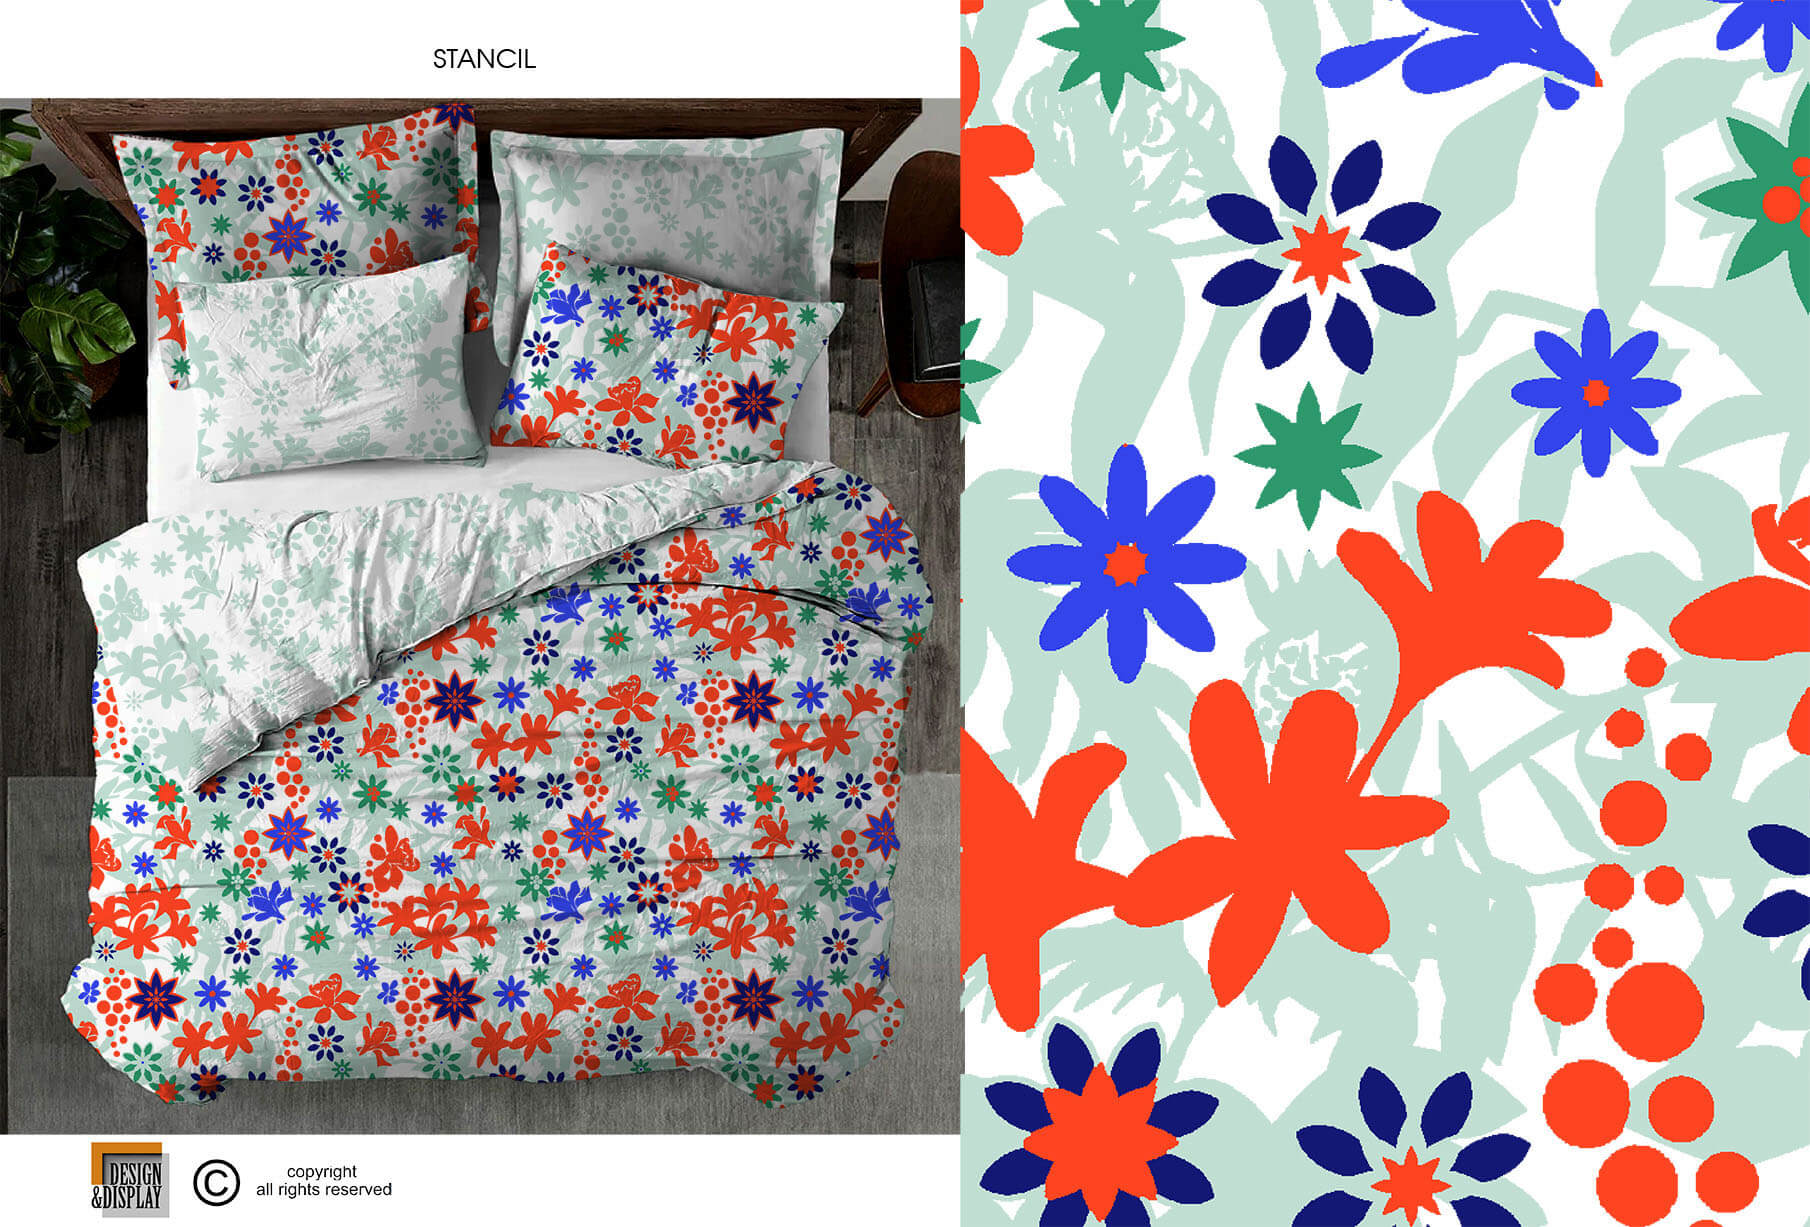 STANCIL
DESIGN
&DISPLAY
©
copyright
all rights reserved